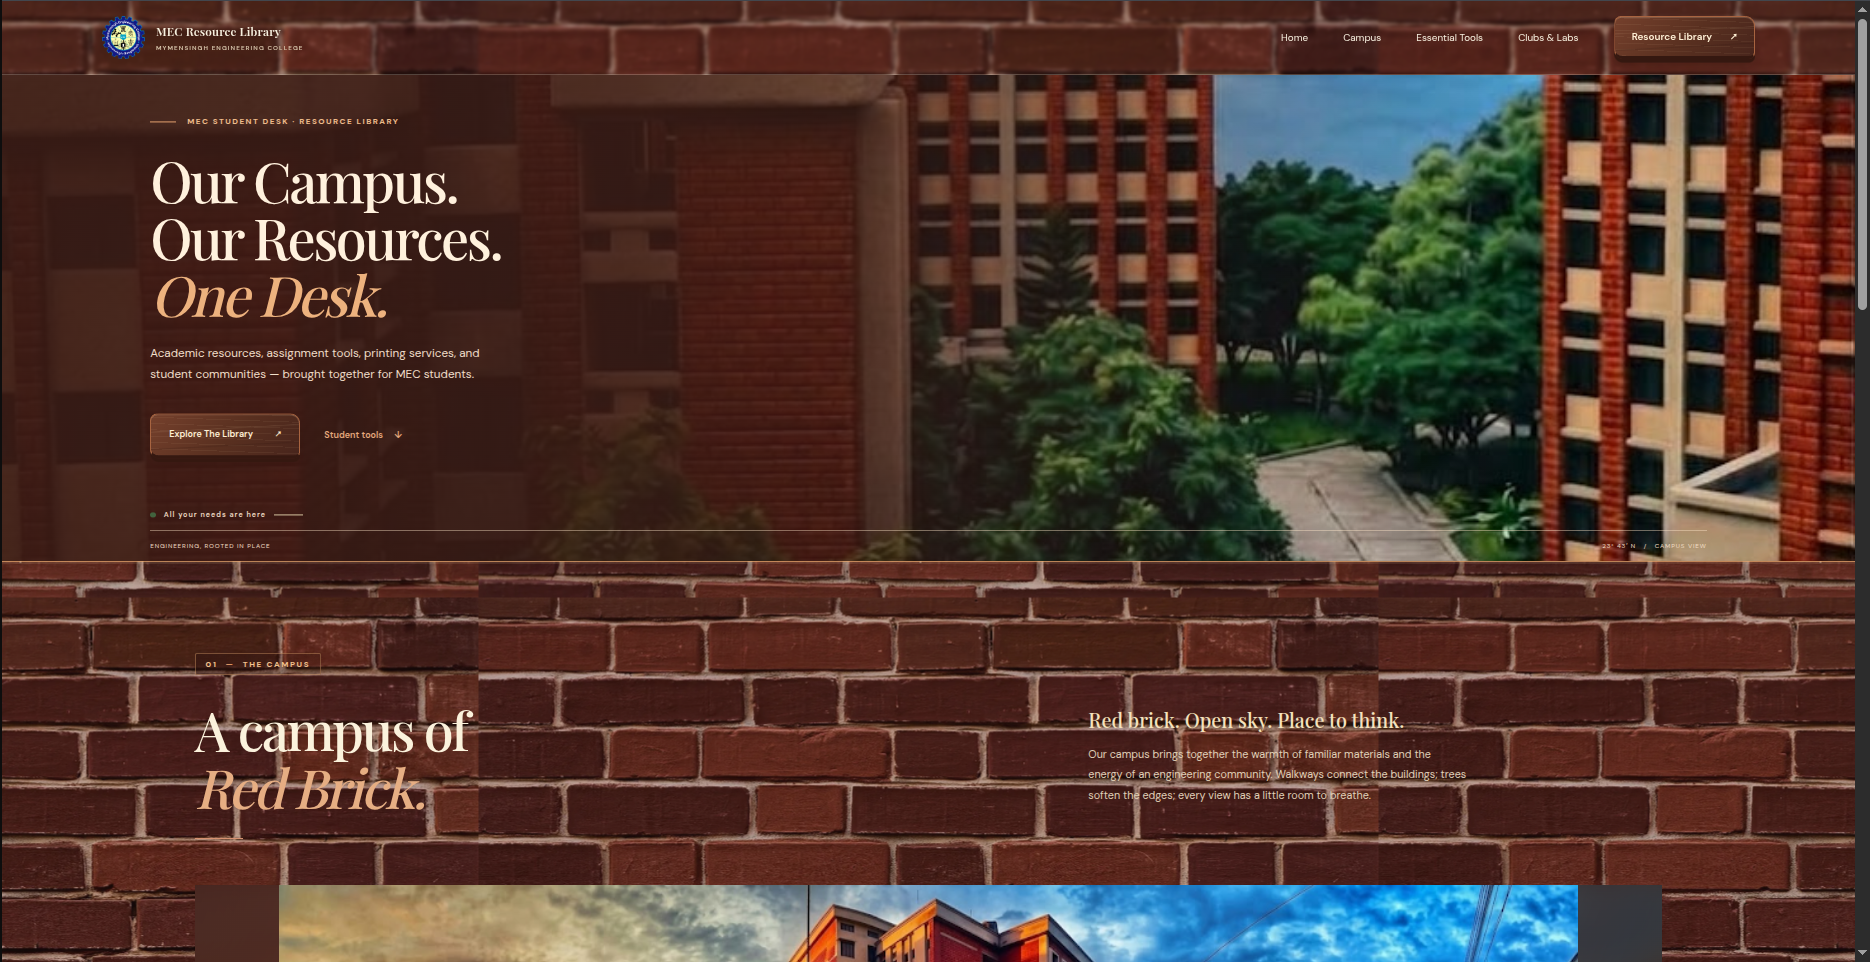 MEC Resource Library
MYMENSINGH ENGINEERING COLLEGE
Home
Campus
Essential Tools
Clubs & Labs
Resource Library ↗
MEC STUDENT DESK · RESOURCE LIBRARY
Our Campus.
Our Resources.
One Desk.
Academic resources, assignment tools, printing services, and
student communities — brought together for MEC students.
Explore The Library ↗
Student tools ↓
All your needs are here
ENGINEERING, ROOTED IN PLACE
23° 43′ N / CAMPUS VIEW
01 — THE CAMPUS
A campus of
Red Brick.
Red brick. Open sky. Place to think.
Our campus brings together the warmth of familiar materials and the
energy of an engineering community. Walkways connect the buildings; trees
soften the edges; every view has a little room to breathe.